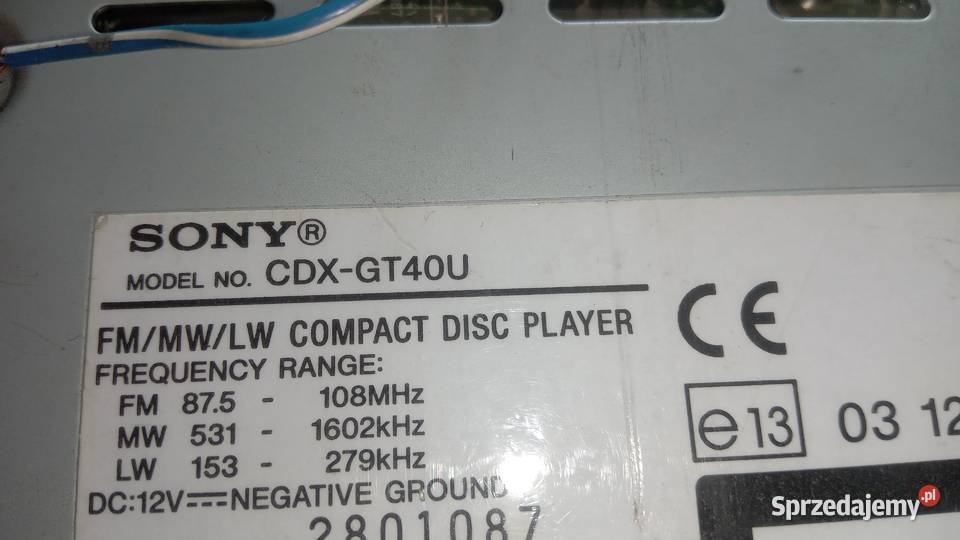 SONY®
MODEL NO. CDX-GT40U
FM/MW/LW COMPACT DISC PLAYER
FREQUENCY RANGE:
FM 87.5 - 108MHz
MW 531 - 1602kHz
LW 153 - 279kHz
DC:12V⎓NEGATIVE GROUND
2801087
CE
e13 03 12
Sprzedajemy.pl